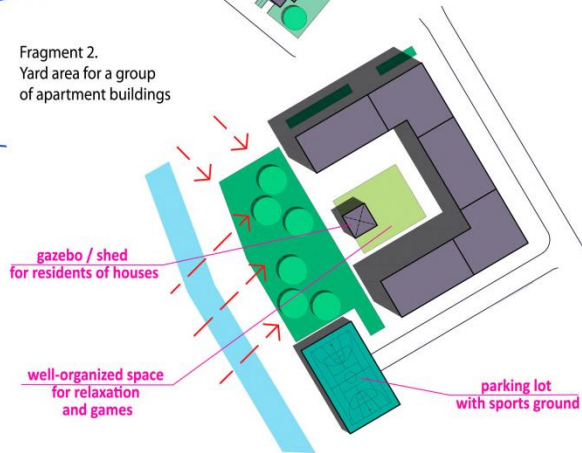 Fragment 2.
Yard area for a group
of apartment buildings
gazebo / shed
for residents of houses
well-organized space
for relaxation
and games
parking lot
with sports ground